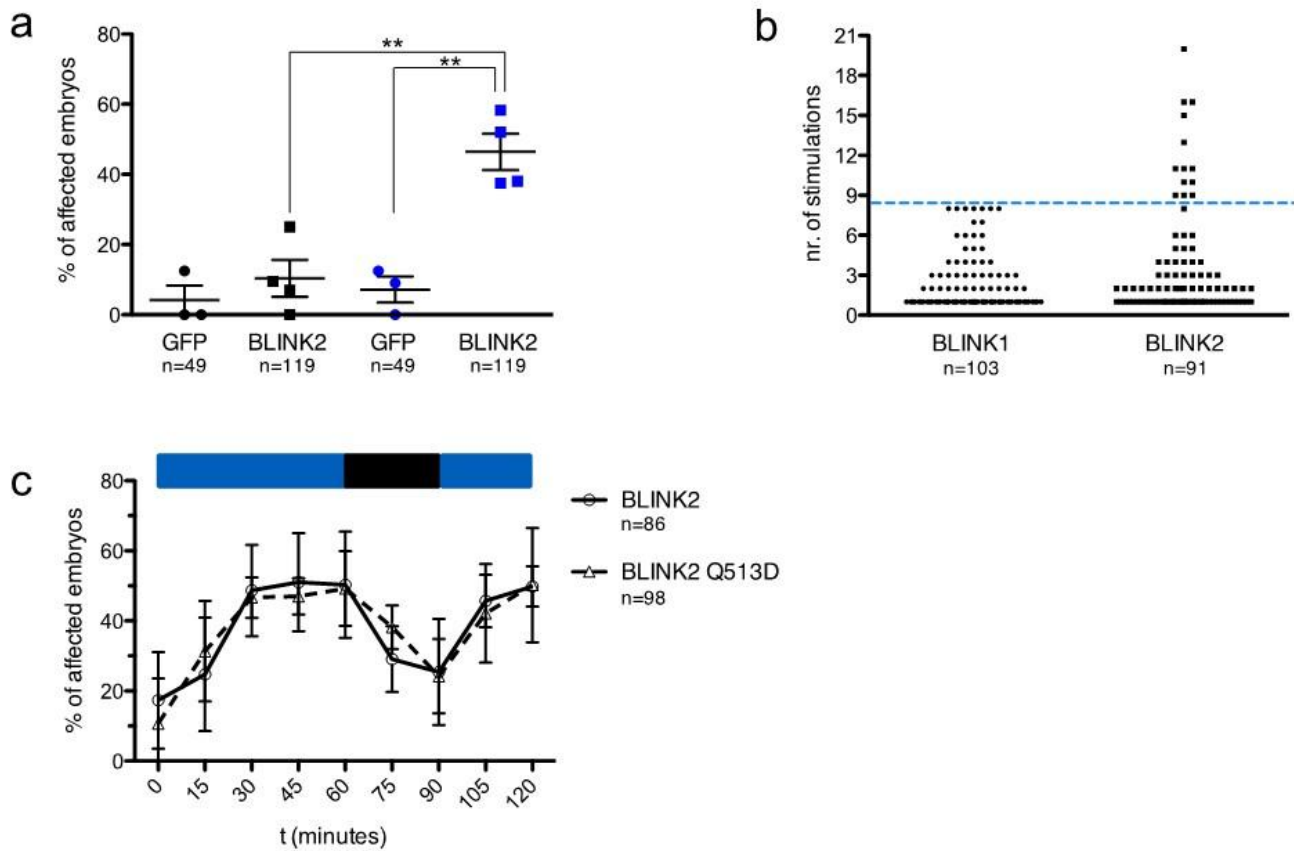 a
80
60
40
20
0
% of affected embryos
**
**
GFP BLINK2 GFP BLINK2
n=49 n=119 n=49 n=119
b
21
18
15
12
9
6
3
0
nr. of stimulations
BLINK1 BLINK2
n=103 n=91
c
80
60
40
20
0
% of affected embryos
0 15 30 45 60 75 90 105 120
t (minutes)
BLINK2
n=86
BLINK2 Q513D
n=98